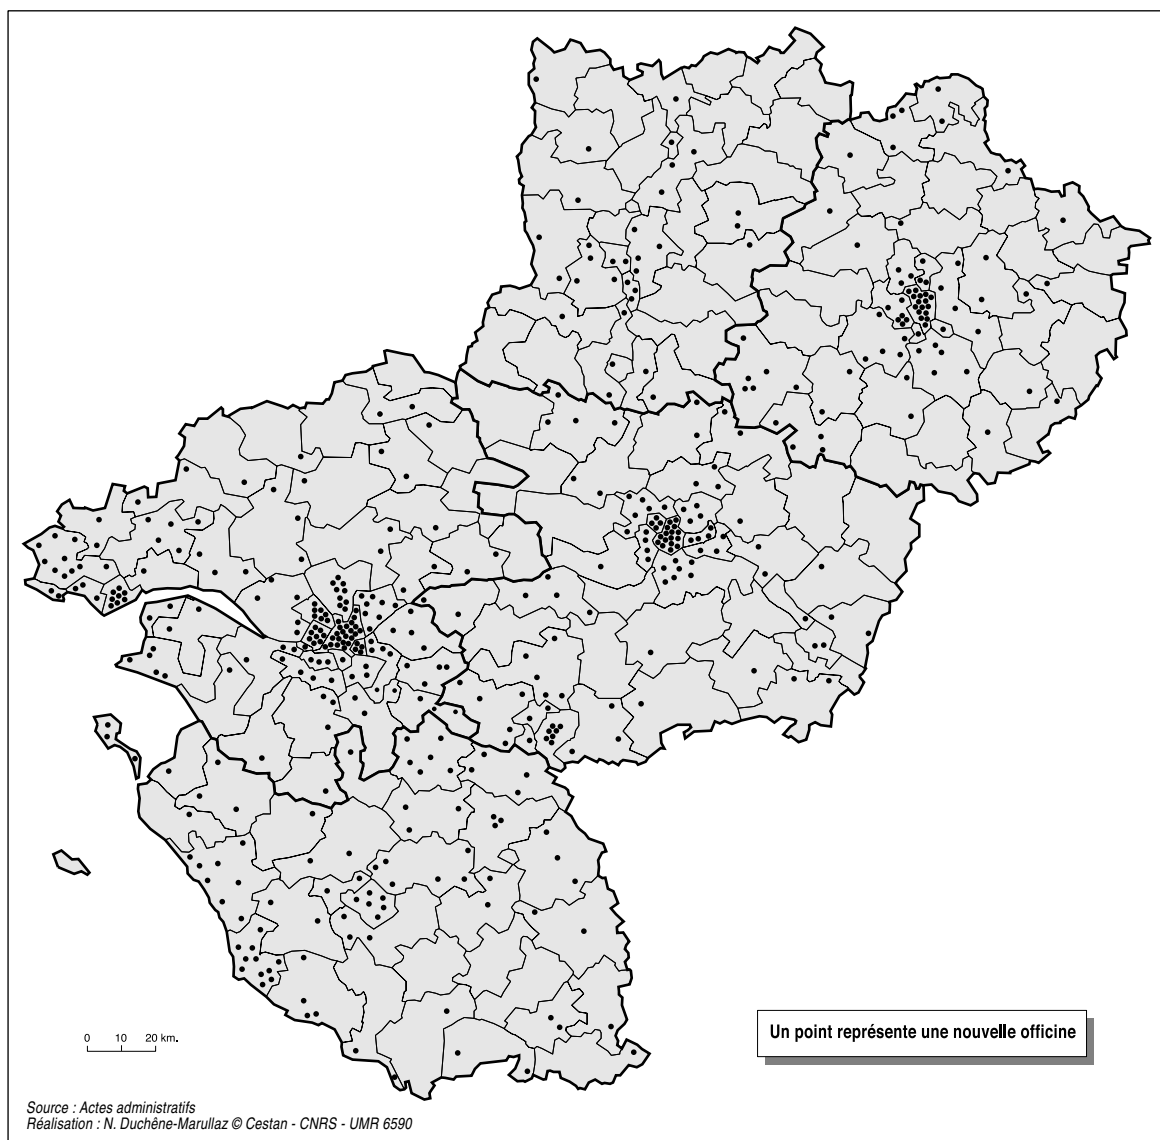 0 10 20 km.
Un point représente une nouvelle officine
Source : Actes administratifs
Réalisation : N. Duchêne-Marullaz © Cestan - CNRS - UMR 6590